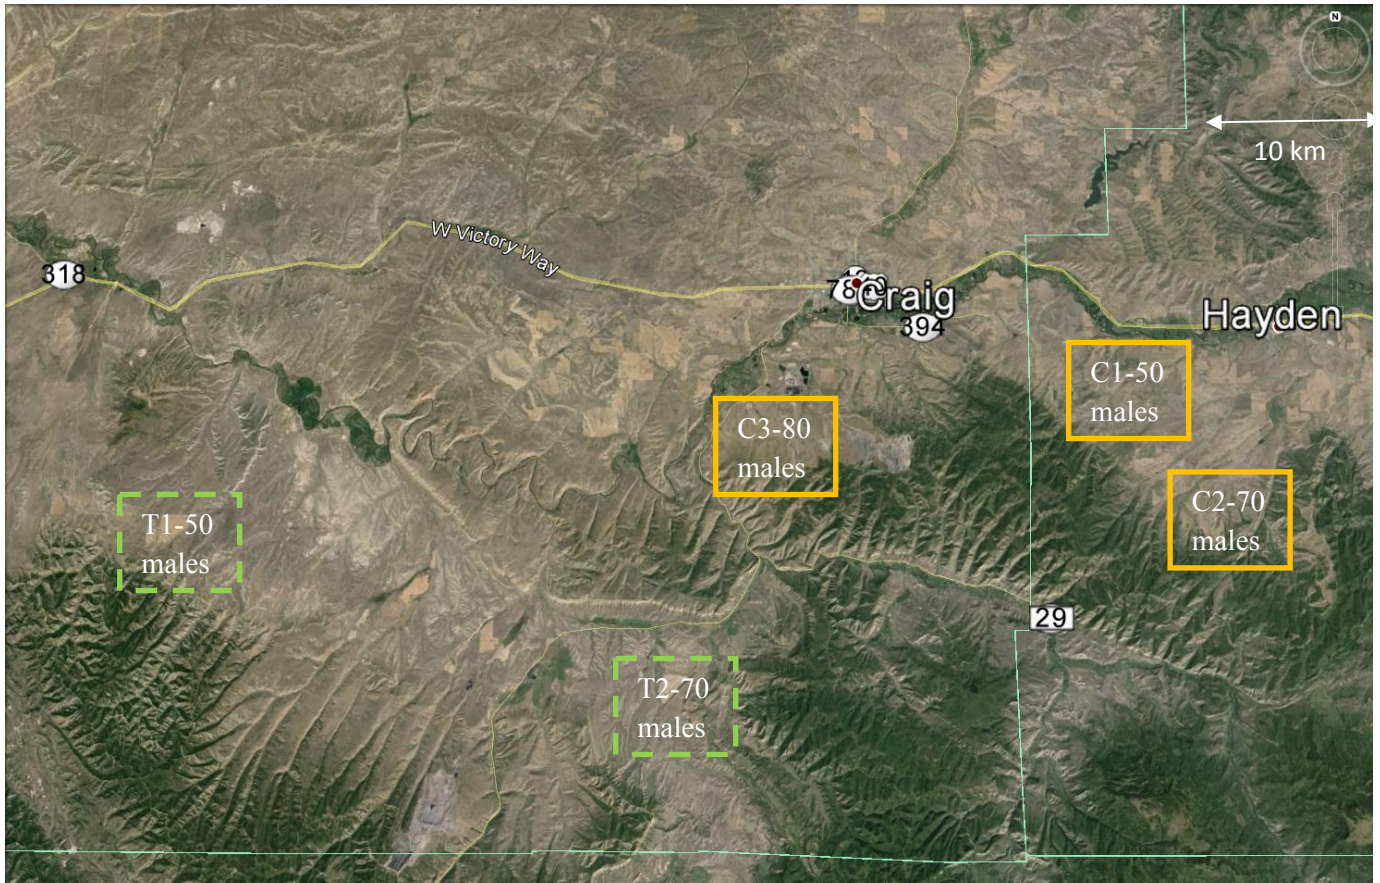 N
10 km
W Victory Way
318
Craig
394
Hayden
C1-50
males
C3-80
males
C2-70
males
T1-50
males
29
T2-70
males